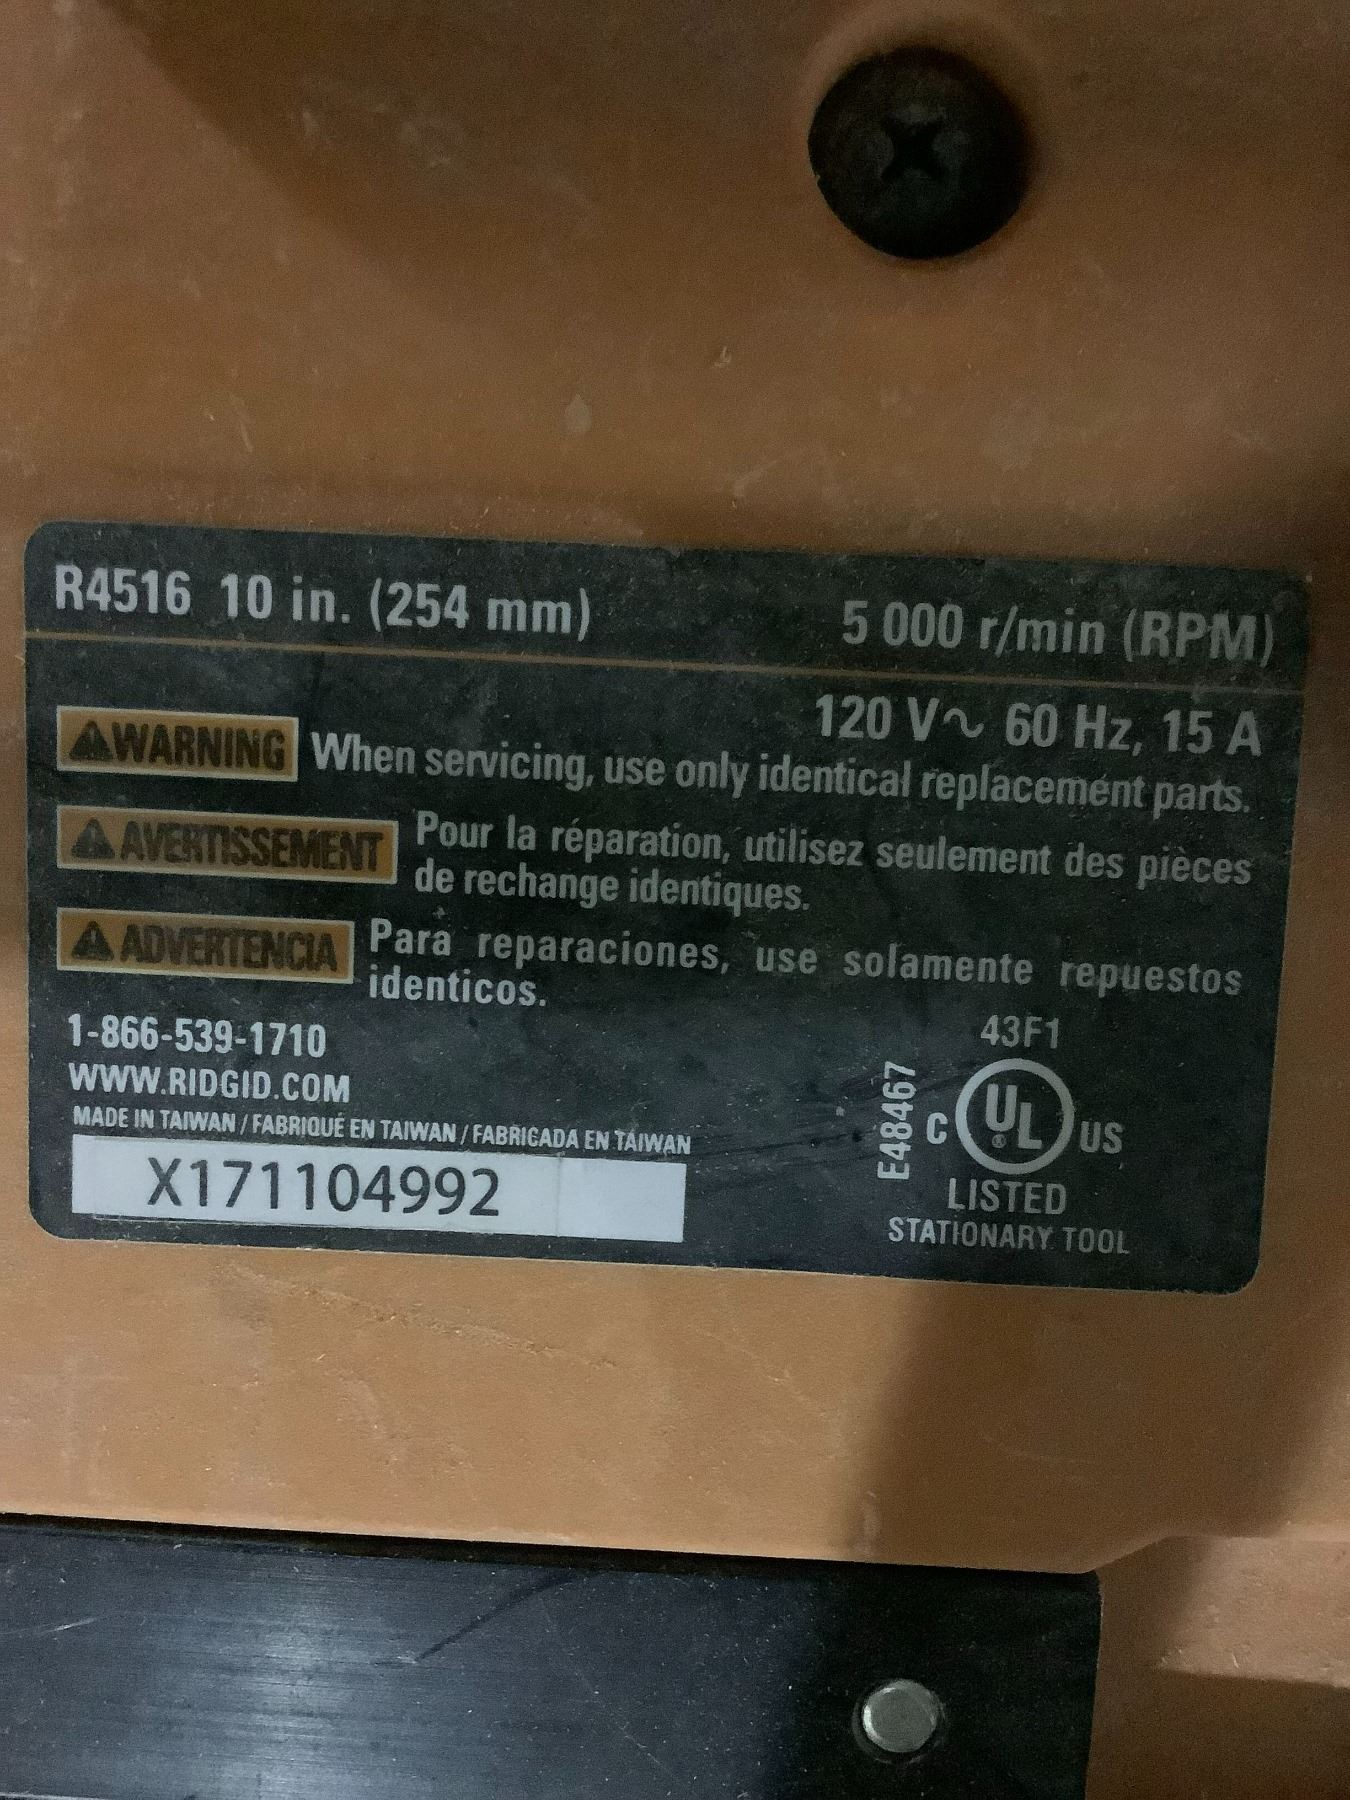 R4516 10 in. (254 mm) 5 000 r/min (RPM)
120 V~ 60 Hz, 15 A
⚠WARNING When servicing, use only identical replacement parts.
⚠AVERTISSEMENT Pour la réparation, utilisez seulement des pièces
de rechange identiques.
⚠ADVERTENCIA Para reparaciones, use solamente repuestos
identicos.
1-866-539-1710
WWW.RIDGID.COM
MADE IN TAIWAN / FABRIQUÉ EN TAIWAN / FABRICADA EN TAIWAN
X171104992
43F1
E48467
C UL® US
LISTED
STATIONARY TOOL